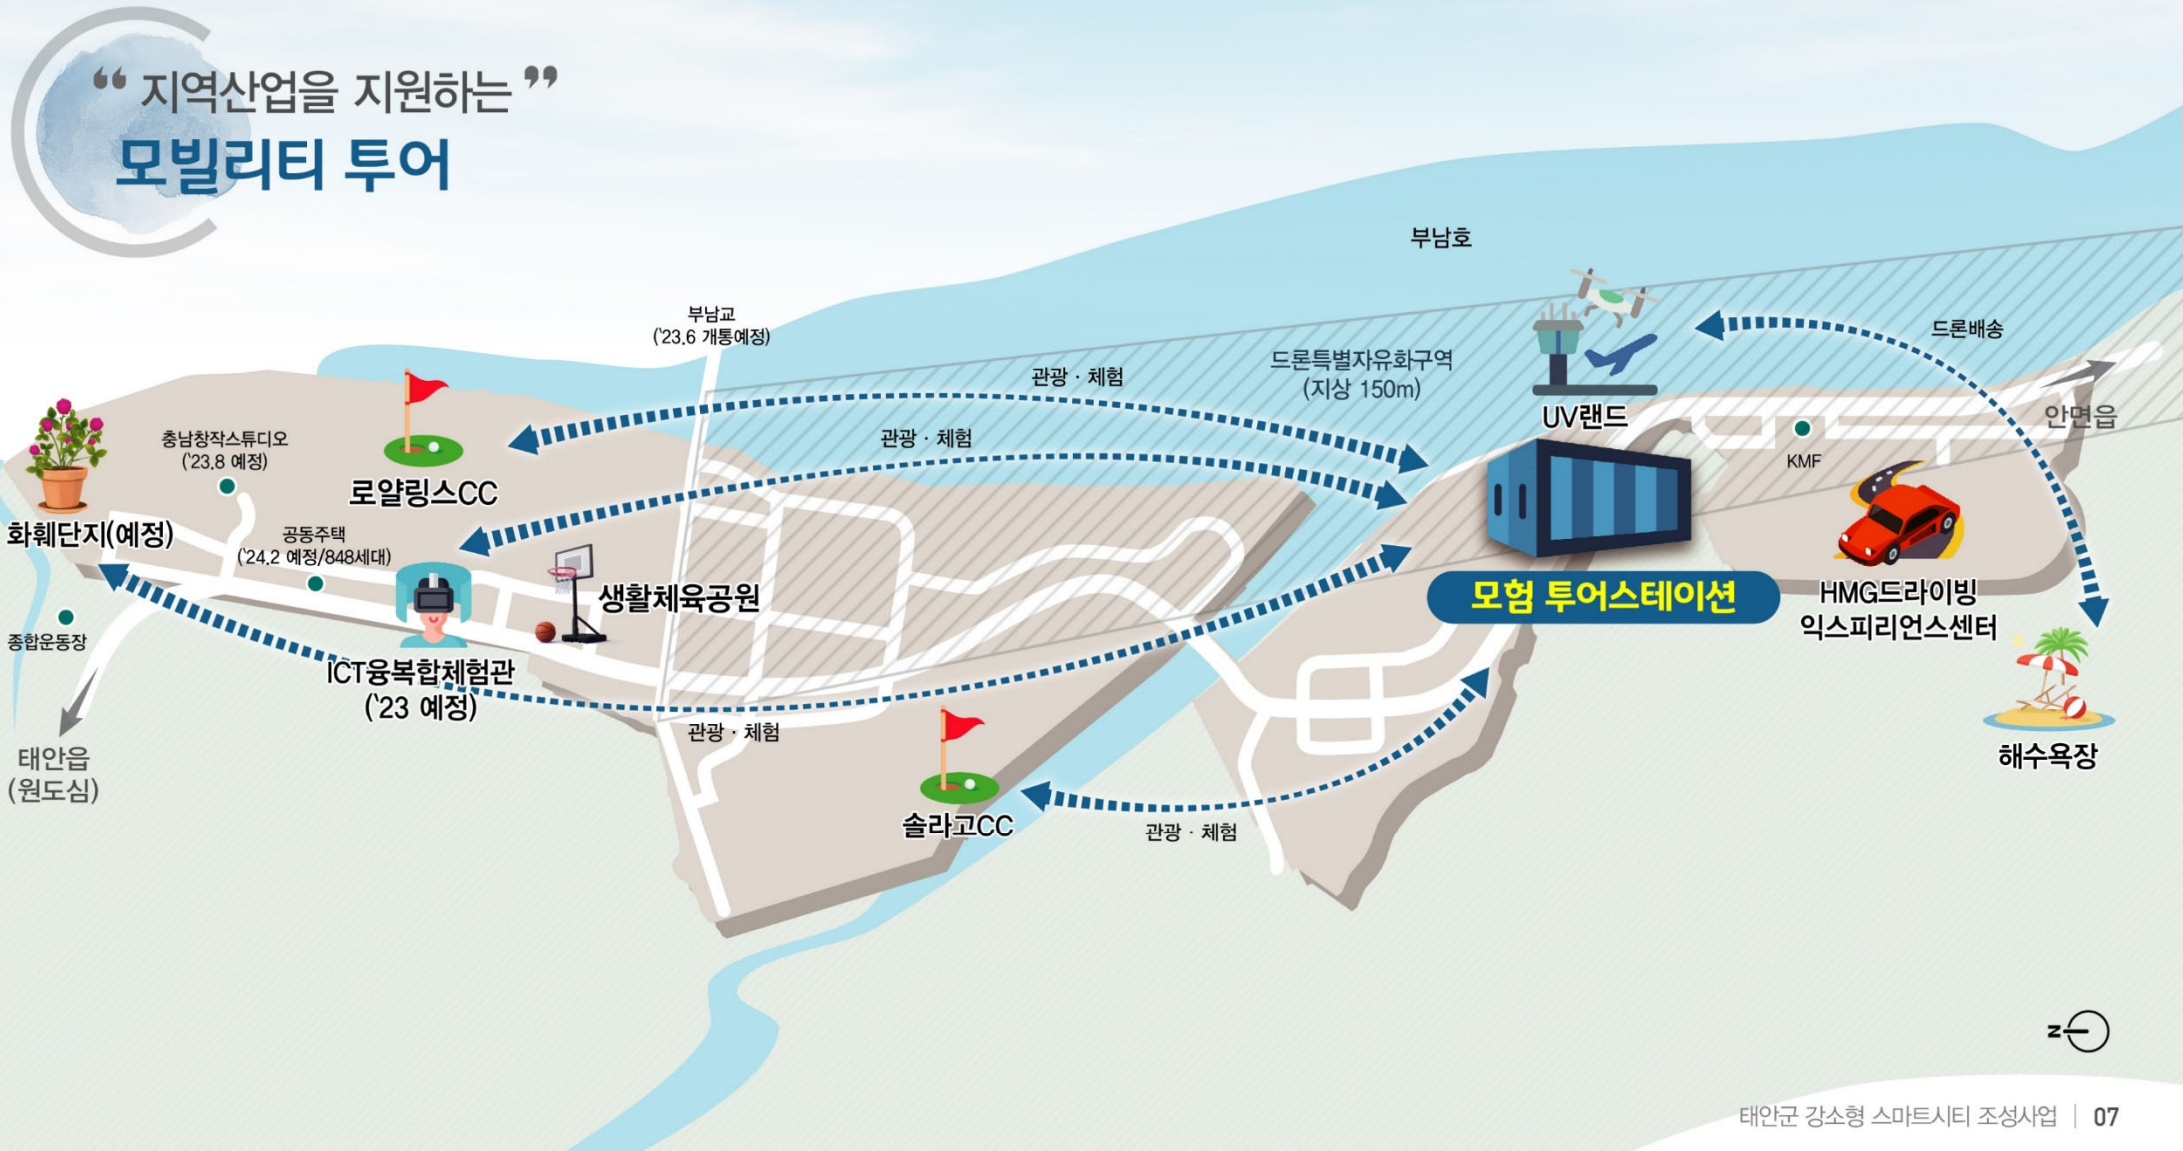 “ 지역산업을 지원하는 ”
모빌리티 투어
부남호
부남교
('23.6 개통예정)
드론배송
드론특별자유화구역
(지상 150m)
관광 · 체험
UV랜드
안면읍
관광 · 체험
충남창작스튜디오
('23.8 예정)
KMF
로얄링스CC
화훼단지(예정)
공동주택
('24.2 예정/848세대)
생활체육공원
모험 투어스테이션
HMG드라이빙
익스피리언스센터
종합운동장
ICT융복합체험관
('23 예정)
관광 · 체험
태안읍
(원도심)
해수욕장
솔라고CC
관광 · 체험
N
태안군 강소형 스마트시티 조성사업 | 07